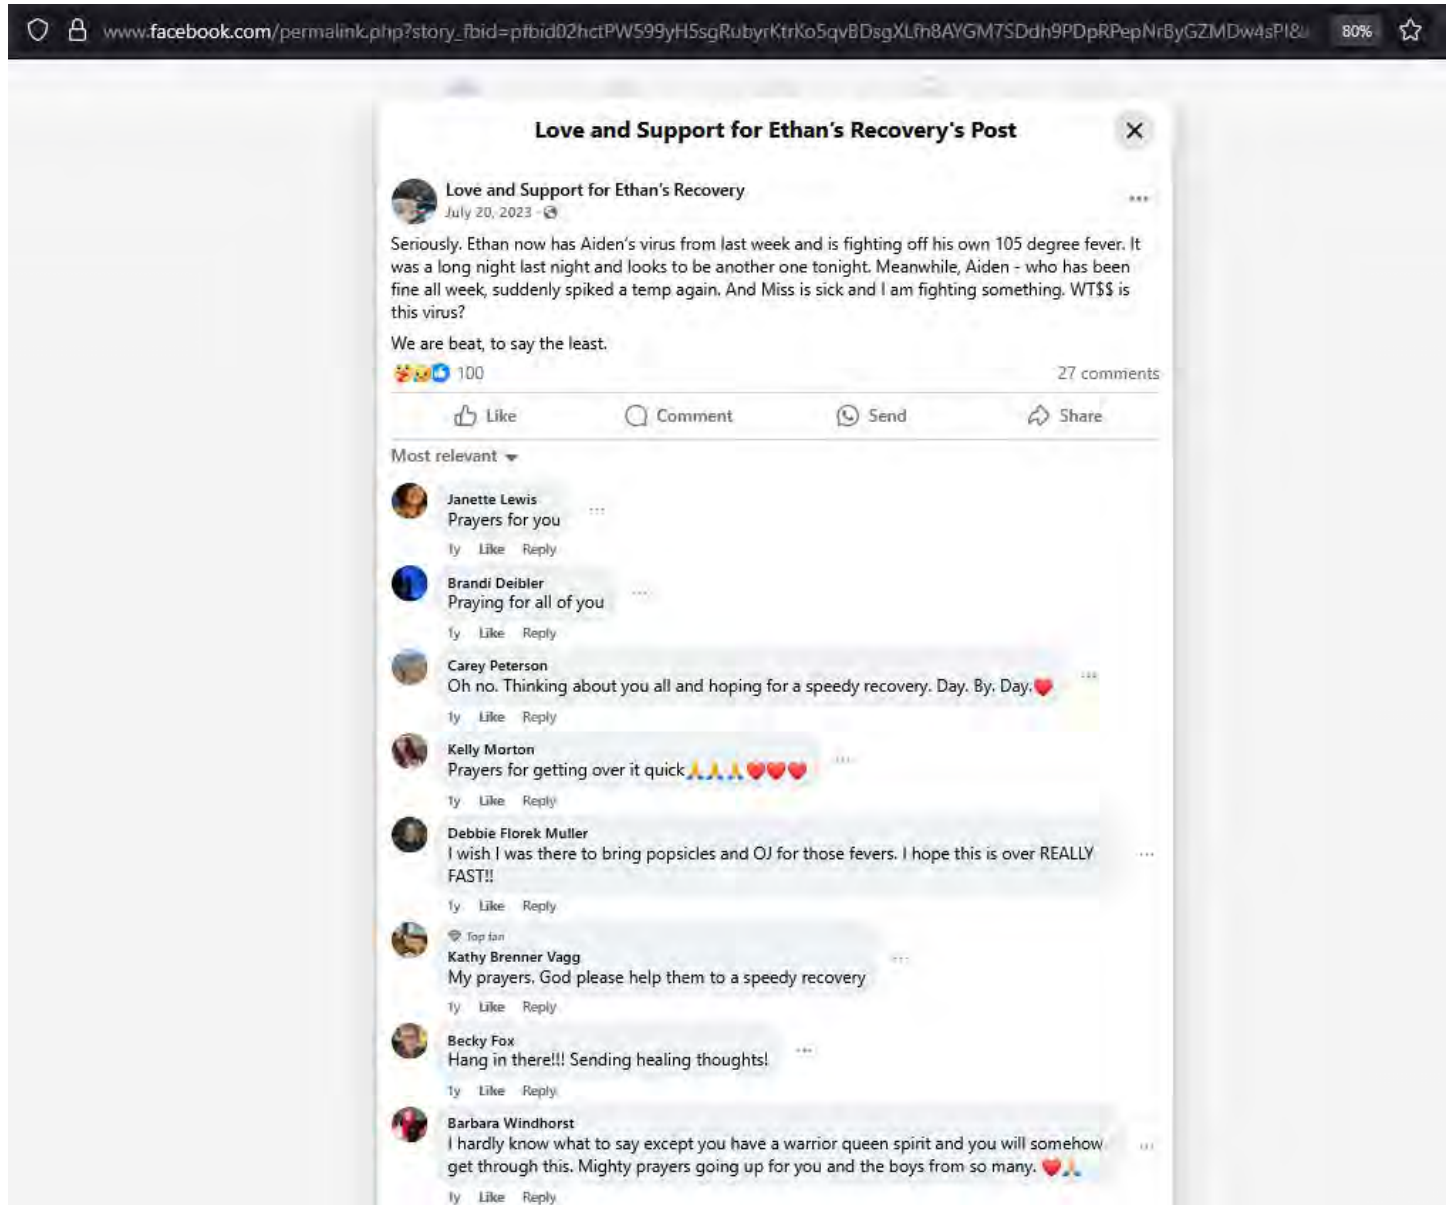 www.facebook.com/permalink.php?story_fbid=pfbid02hctPW599yH5sgRubyrKtrKo5qvBDsgXLfh8AYGM7SDdh9PDpRPepNrByGZMDw4sPl8
80%
Love and Support for Ethan's Recovery's Post
Love and Support for Ethan's Recovery
July 20, 2023 ·
Seriously. Ethan now has Aiden's virus from last week and is fighting off his own 105 degree fever. It
was a long night last night and looks to be another one tonight. Meanwhile, Aiden - who has been
fine all week, suddenly spiked a temp again. And Miss is sick and I am fighting something. WT$$ is
this virus?
We are beat, to say the least.
100 27 comments
Like Comment Send Share
Most relevant
Janette Lewis
Prayers for you
1y Like Reply
Brandi Deibler
Praying for all of you
1y Like Reply
Carey Peterson
Oh no. Thinking about you all and hoping for a speedy recovery. Day. By. Day.❤️
1y Like Reply
Kelly Morton
Prayers for getting over it quick🙏🙏🙏❤️❤️❤️
1y Like Reply
Debbie Florek Muller
I wish I was there to bring popsicles and OJ for those fevers. I hope this is over REALLY
FAST!!
1y Like Reply
Top fan
Kathy Brenner Vagg
My prayers. God please help them to a speedy recovery
1y Like Reply
Becky Fox
Hang in there!!! Sending healing thoughts!
1y Like Reply
Barbara Windhorst
I hardly know what to say except you have a warrior queen spirit and you will somehow
get through this. Mighty prayers going up for you and the boys from so many. ❤️🙏
1y Like Reply